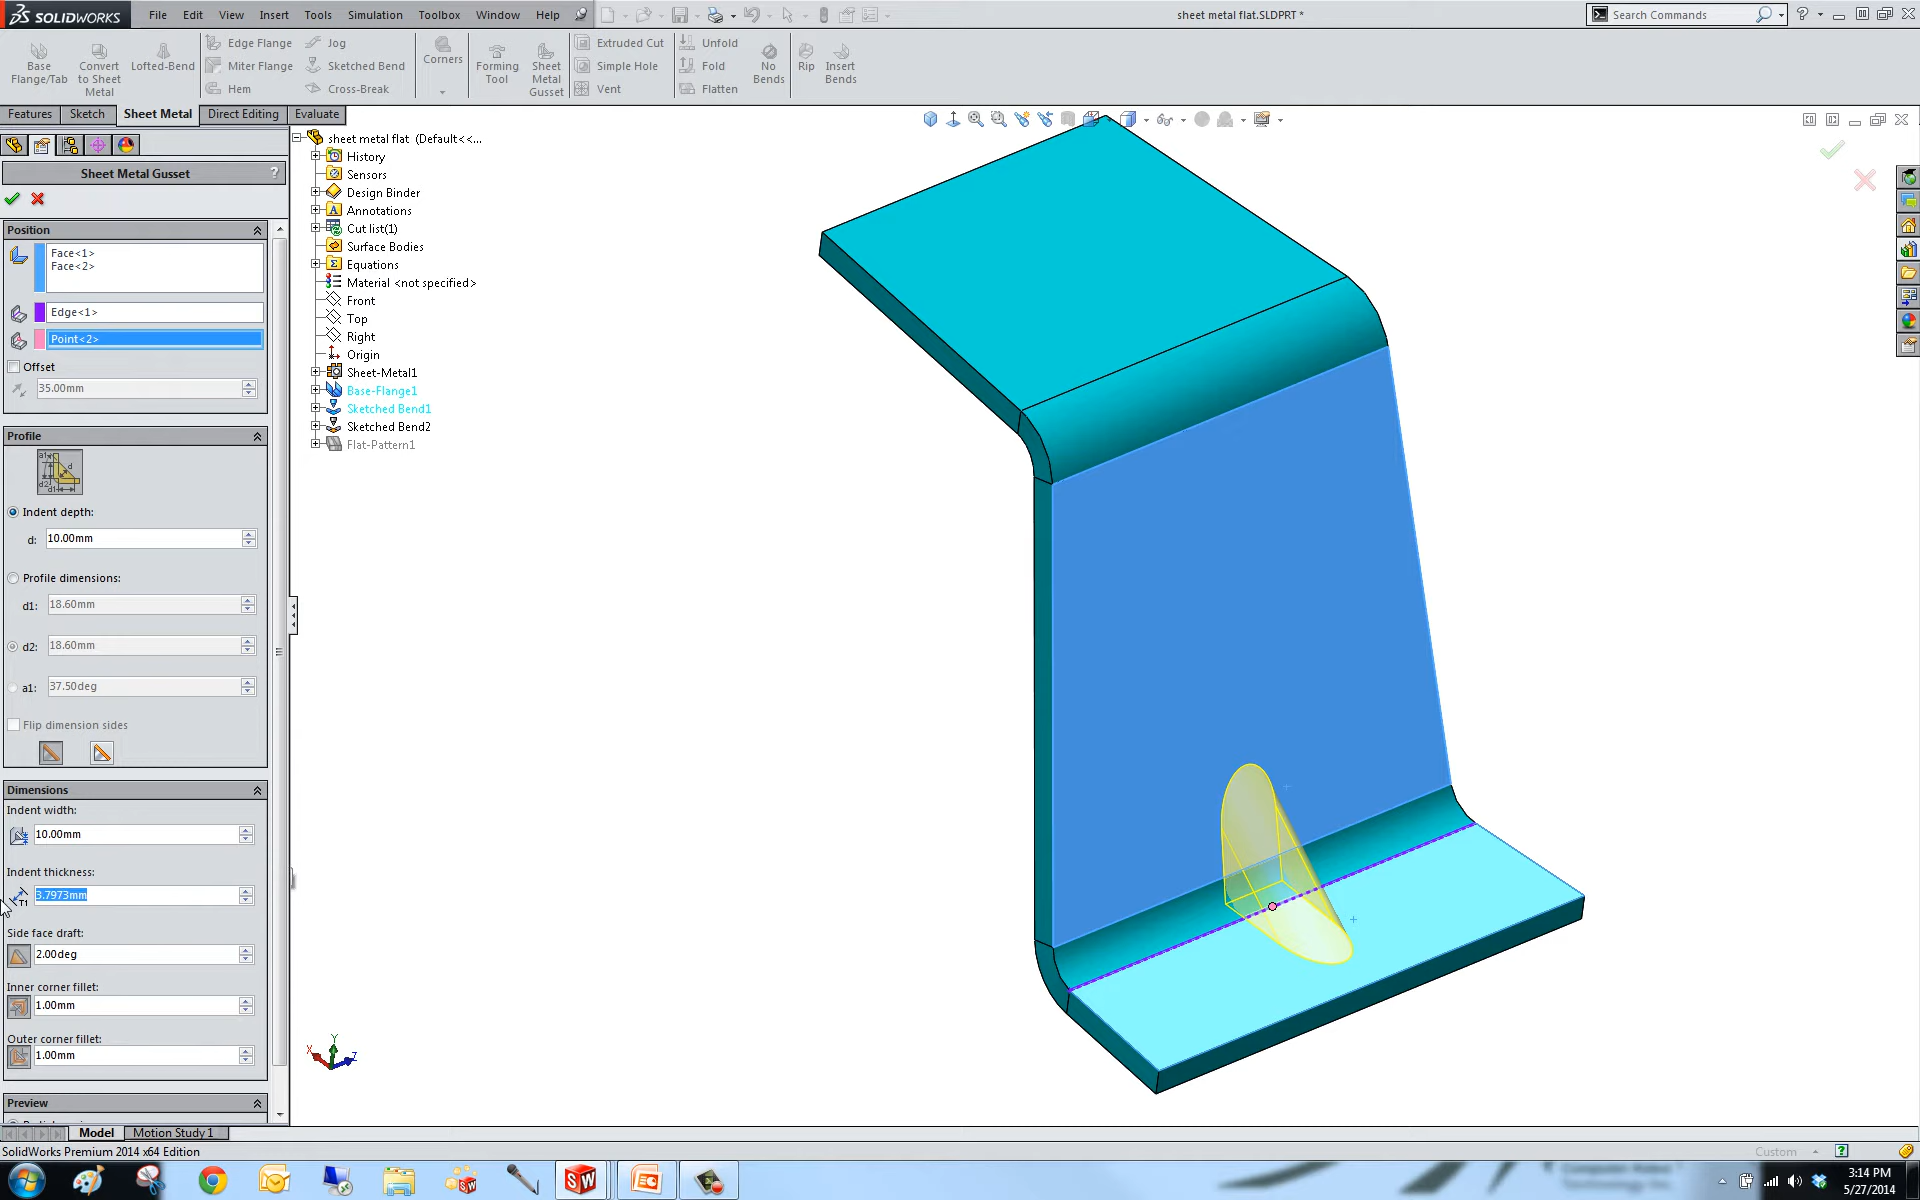 SOLIDWORKS
File Edit View Insert Tools Simulation Toolbox Window Help
sheet metal flat.SLDPRT *
Search Commands
Base Flange/Tab
Convert to Sheet Metal
Lofted-Bend
Edge Flange
Miter Flange
Hem
Jog
Sketched Bend
Cross-Break
Corners
Forming Tool
Sheet Metal Gusset
Extruded Cut
Simple Hole
Vent
Unfold
Fold
Flatten
No Bends
Rip
Insert Bends
Features Sketch Sheet Metal Direct Editing Evaluate
Sheet Metal Gusset ?
Position
Face<1>
Face<2>
Edge<1>
Point<2>
Offset
35.00mm
Profile
Indent depth:
d: 10.00mm
Profile dimensions:
d1: 18.60mm
d2: 18.60mm
a1: 37.50deg
Flip dimension sides
Dimensions
Indent width:
10.00mm
Indent thickness:
3.7973mm
Side face draft:
2.00deg
Inner corner fillet:
1.00mm
Outer corner fillet:
1.00mm
Preview
sheet metal flat (Default<<...
History
Sensors
Design Binder
Annotations
Cut list(1)
Surface Bodies
Equations
Material <not specified>
Front
Top
Right
Origin
Sheet-Metal1
Base-Flange1
Sketched Bend1
Sketched Bend2
Flat-Pattern1
X Y Z
Model Motion Study 1
SolidWorks Premium 2014 x64 Edition
Custom
3:14 PM
5/27/2014